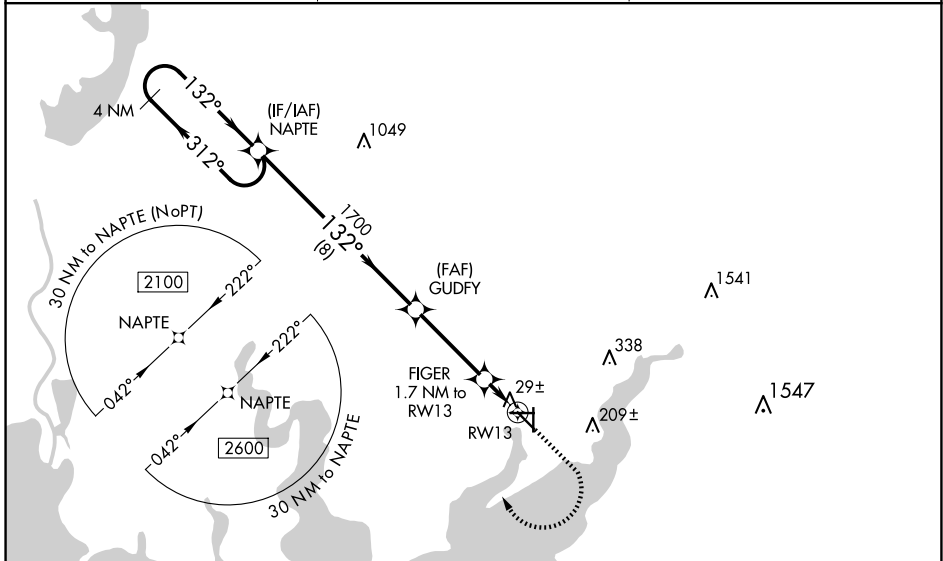 132°
4 NM
312°
(IF/IAF)
NAPTE
1049
1700
132°
(8)
30 NM to NAPTE (NoPT)
2100
222°
NAPTE
042°
222°
NAPTE
042°
2600
30 NM to NAPTE
(FAF)
GUDFY
1541
338
FIGER
1.7 NM to
RW13
29±
1547
209±
RW13